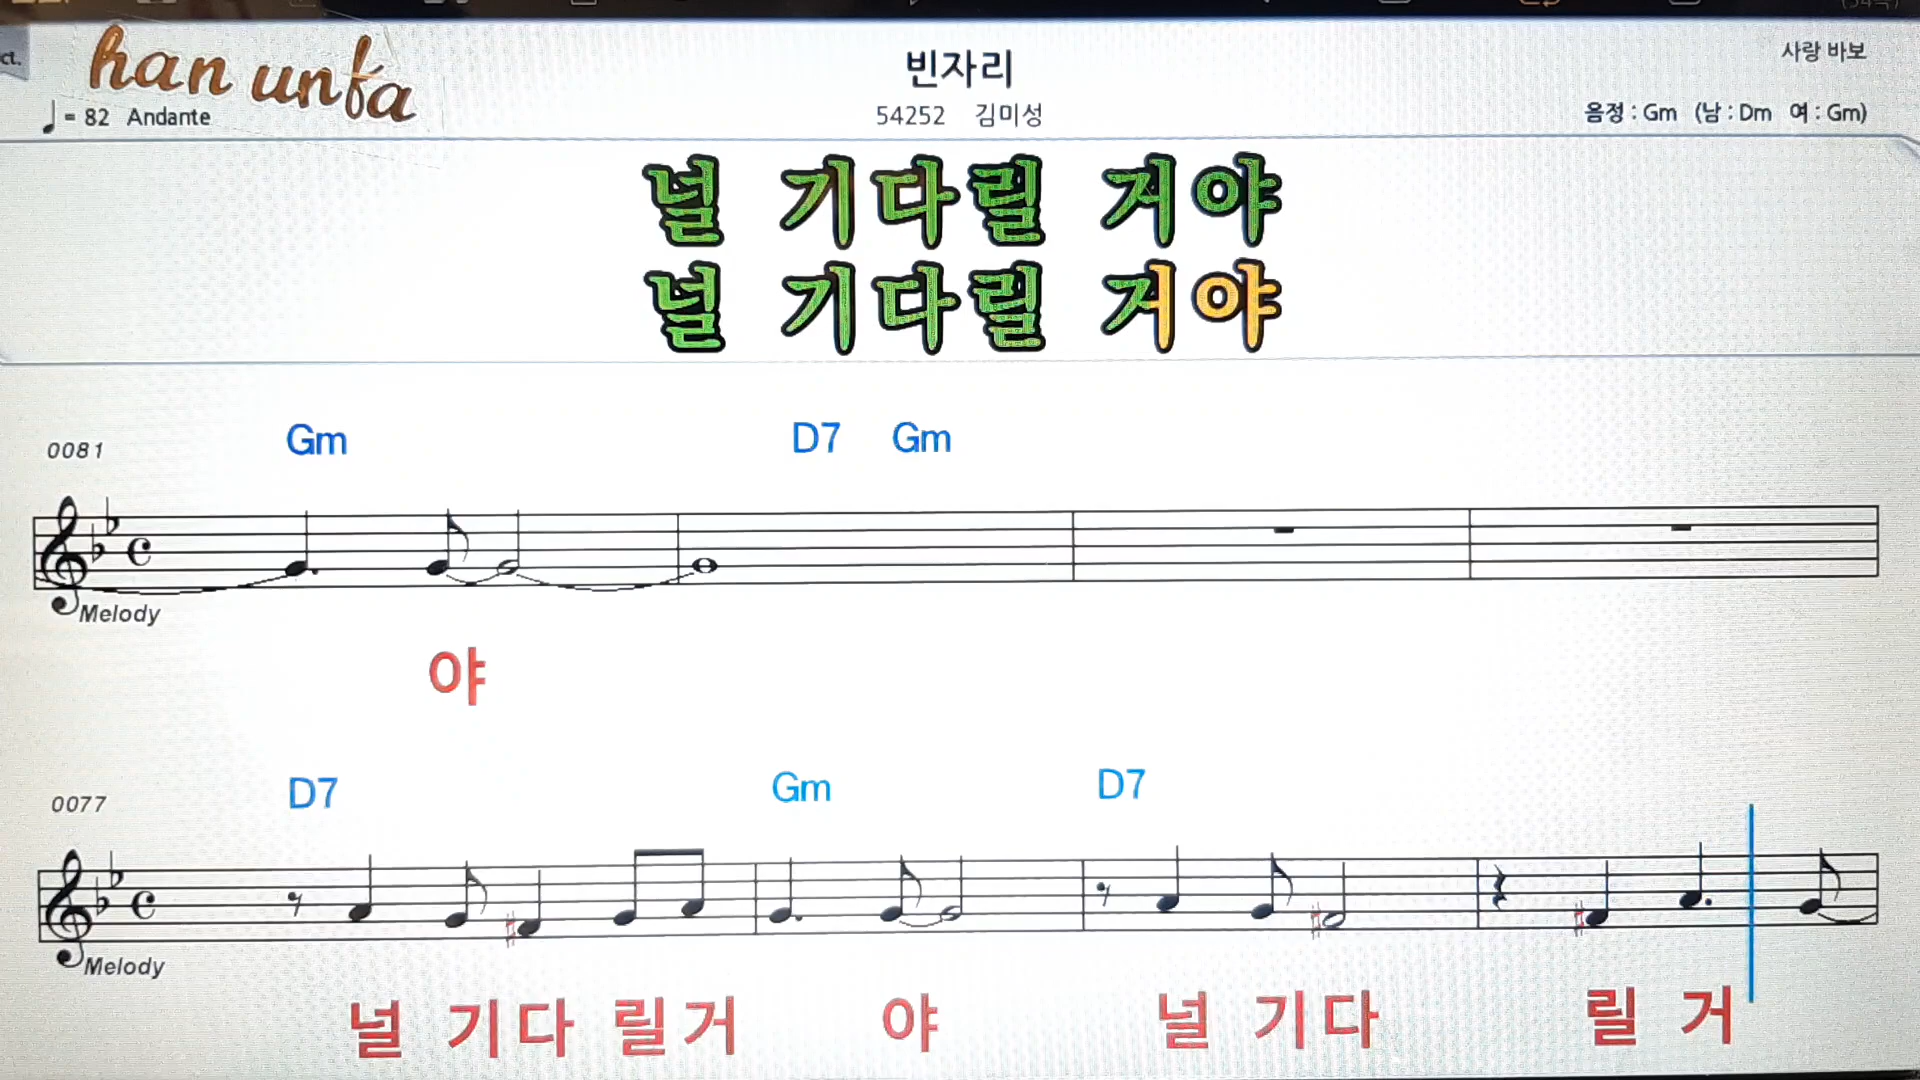 ct.
han unfa
빈자리
사랑 바보
= 82 Andante
54252 김미성
음정 : Gm (남 : Dm 여 : Gm)
널 기다릴 거야
널 기다릴 거야
0081 Gm D7 Gm
Melody
야
0077 D7 Gm D7
Melody
널 기다 릴거 야 널 기다 릴 거